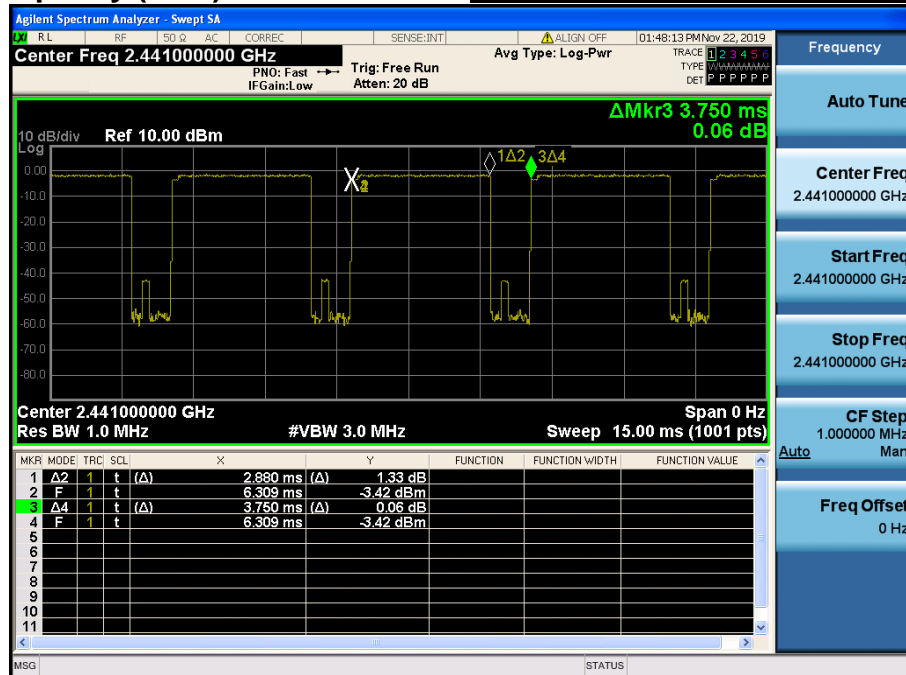 Agilent Spectrum Analyzer - Swept SA
LXI RL RF 50 Ω AC CORREC SENSE:INT ALIGN OFF 01:48:13 PM Nov 22, 2019
Center Freq 2.441000000 GHz
PNO: Fast
IFGain:Low
Trig: Free Run
Atten: 20 dB
Avg Type: Log-Pwr
TRACE 1 2 3 4 5 6
TYPE
DET P P P P P P
ΔMkr3 3.750 ms
0.06 dB
10 dB/div Ref 10.00 dBm
Log
0.00
-10.0
-20.0
-30.0
-40.0
-50.0
-60.0
-70.0
-80.0
1Δ2 3Δ4
Center 2.441000000 GHz Span 0 Hz
Res BW 1.0 MHz #VBW 3.0 MHz Sweep 15.00 ms (1001 pts)
MKR MODE TRC SCL X Y FUNCTION FUNCTION WIDTH FUNCTION VALUE
1 Δ2 1 t (Δ) 2.880 ms (Δ) 1.33 dB
2 F 1 t 6.309 ms -3.42 dBm
3 Δ4 1 t (Δ) 3.750 ms (Δ) 0.06 dB
4 F 1 t 6.309 ms -3.42 dBm
5
6
7
8
9
10
11
MSG STATUS
Frequency
Auto Tune
Center Freq
2.441000000 GHz
Start Freq
2.441000000 GHz
Stop Freq
2.441000000 GHz
CF Step
1.000000 MHz
Auto Man
Freq Offset
0 Hz